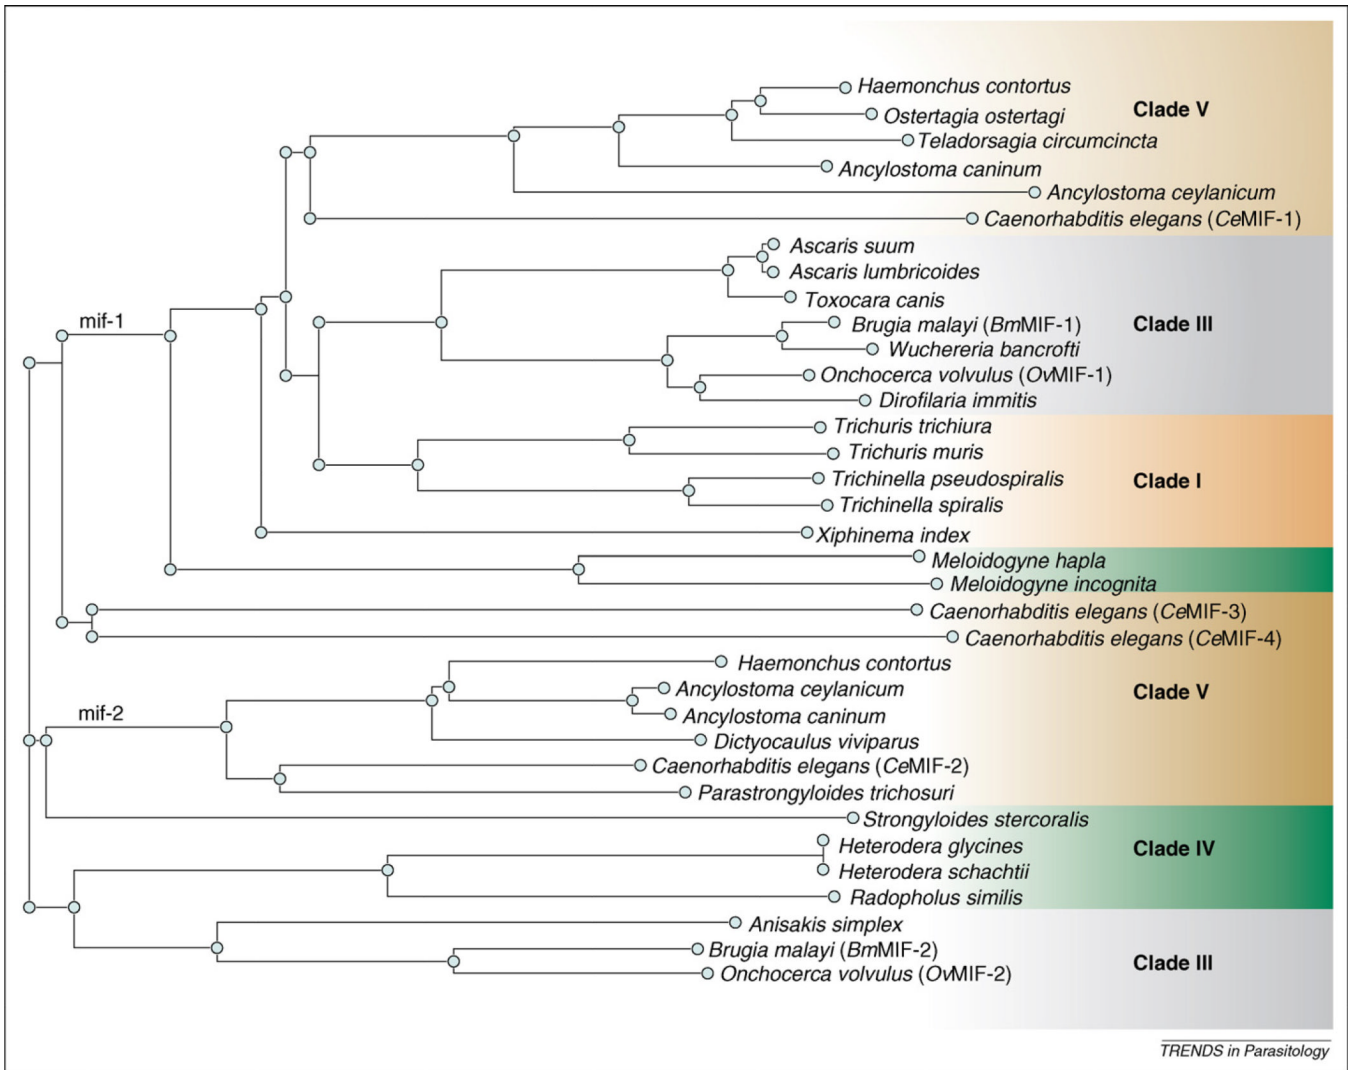 Haemonchus contortus
Clade V
Ostertagia ostertagi
Teladorsagia circumcincta
Ancylostoma caninum
Ancylostoma ceylanicum
Caenorhabditis elegans (CeMIF-1)
Ascaris suum
Ascaris lumbricoides
Toxocara canis
mif-1
Brugia malayi (BmMIF-1)
Clade III
Wuchereria bancrofti
Onchocerca volvulus (OvMIF-1)
Dirofilaria immitis
Trichuris trichiura
Trichuris muris
Trichinella pseudospiralis
Clade I
Trichinella spiralis
Xiphinema index
Meloidogyne hapla
Meloidogyne incognita
Caenorhabditis elegans (CeMIF-3)
Caenorhabditis elegans (CeMIF-4)
Haemonchus contortus
Ancylostoma ceylanicum
Clade V
mif-2
Ancylostoma caninum
Dictyocaulus viviparus
Caenorhabditis elegans (CeMIF-2)
Parastrongyloides trichosuri
Strongyloides stercoralis
Heterodera glycines
Clade IV
Heterodera schachtii
Radopholus similis
Anisakis simplex
Brugia malayi (BmMIF-2)
Clade III
Onchocerca volvulus (OvMIF-2)
TRENDS in Parasitology